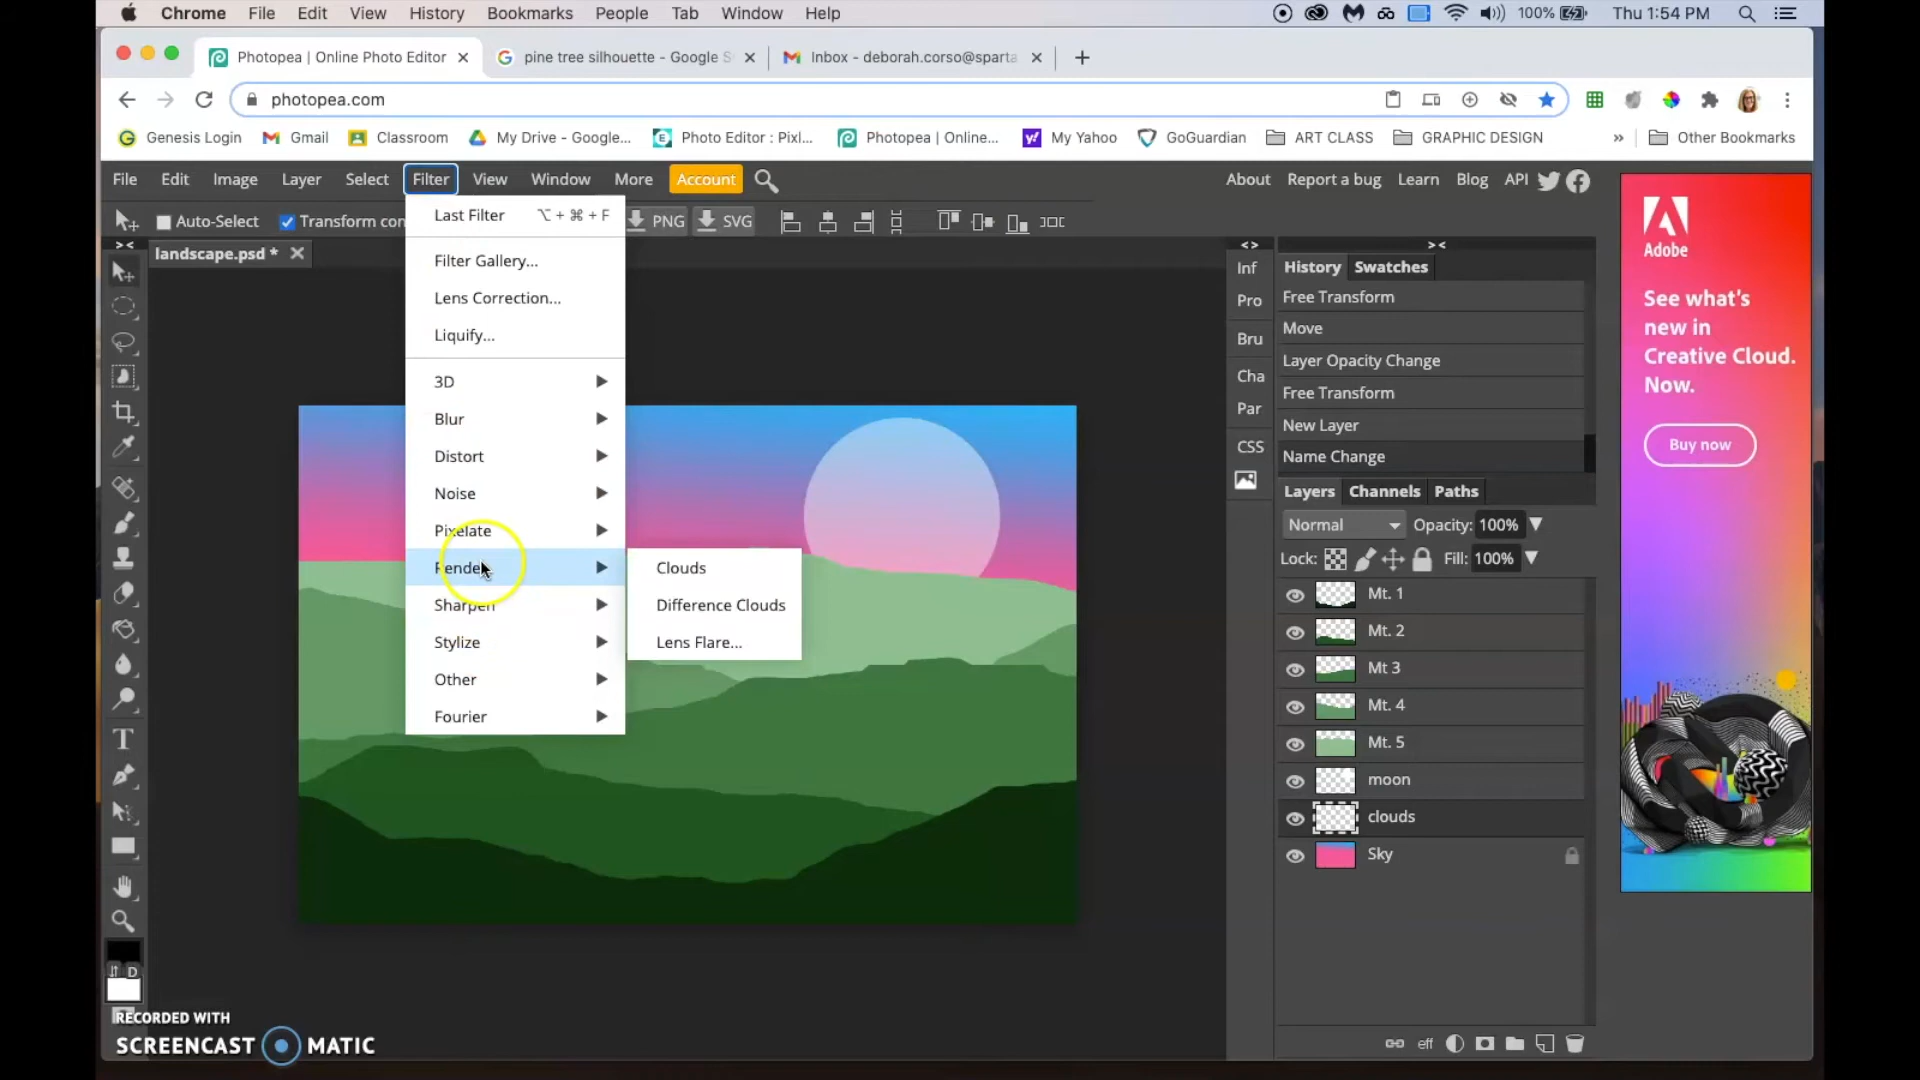 Chrome File Edit View History Bookmarks People Tab Window Help 100% Thu 1:54 PM
Photopea | Online Photo Editor pine tree silhouette - Google S Inbox - deborah.corso@sparta
photopea.com
Genesis Login Gmail Classroom My Drive - Google... Photo Editor : Pixl... Photopea | Online... My Yahoo GoGuardian ART CLASS GRAPHIC DESIGN » Other Bookmarks
File Edit Image Layer Select Filter View Window More Account About Report a bug Learn Blog API
Auto-Select Transform con PNG SVG
landscape.psd *
Last Filter ⌥ + ⌘ + F
Filter Gallery...
Lens Correction...
Liquify...
3D
Blur
Distort
Noise
Pixelate
Render
Sharpen
Stylize
Other
Fourier
Clouds
Difference Clouds
Lens Flare...
Inf
Pro
Bru
Cha
Par
CSS
History Swatches
Free Transform
Move
Layer Opacity Change
Free Transform
New Layer
Name Change
Layers Channels Paths
Normal Opacity: 100%
Lock: Fill: 100%
Mt. 1
Mt. 2
Mt 3
Mt. 4
Mt. 5
moon
clouds
Sky
eff
Adobe
See what's
new in
Creative Cloud.
Now.
Buy now
D
RECORDED WITH
SCREENCAST MATIC